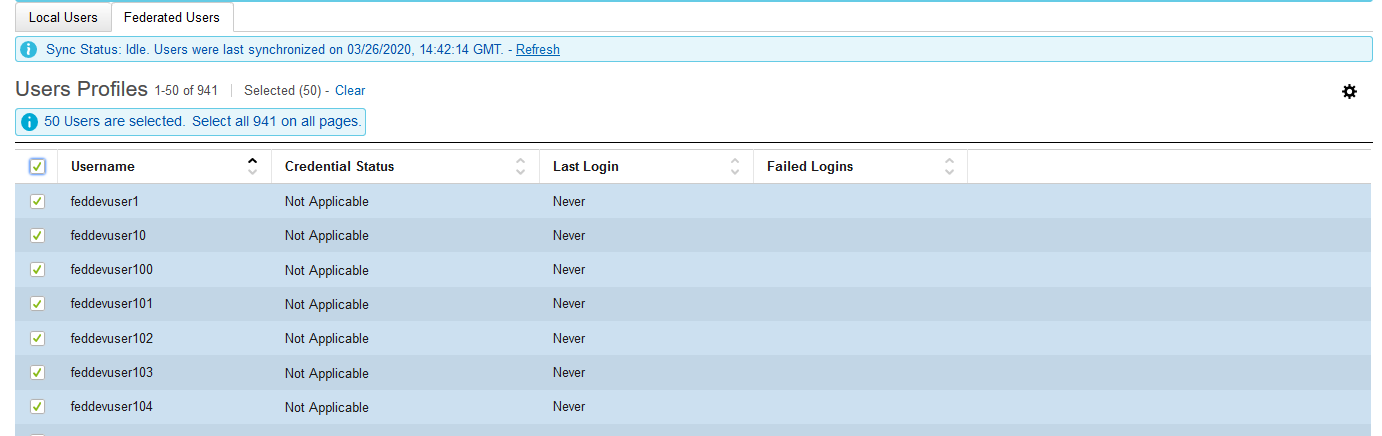 Local Users Federated Users
Sync Status: Idle. Users were last synchronized on 03/26/2020, 14:42:14 GMT. - Refresh
Users Profiles 1-50 of 941 | Selected (50) - Clear
50 Users are selected. Select all 941 on all pages.
Username Credential Status Last Login Failed Logins
feddevuser1 Not Applicable Never
feddevuser10 Not Applicable Never
feddevuser100 Not Applicable Never
feddevuser101 Not Applicable Never
feddevuser102 Not Applicable Never
feddevuser103 Not Applicable Never
feddevuser104 Not Applicable Never